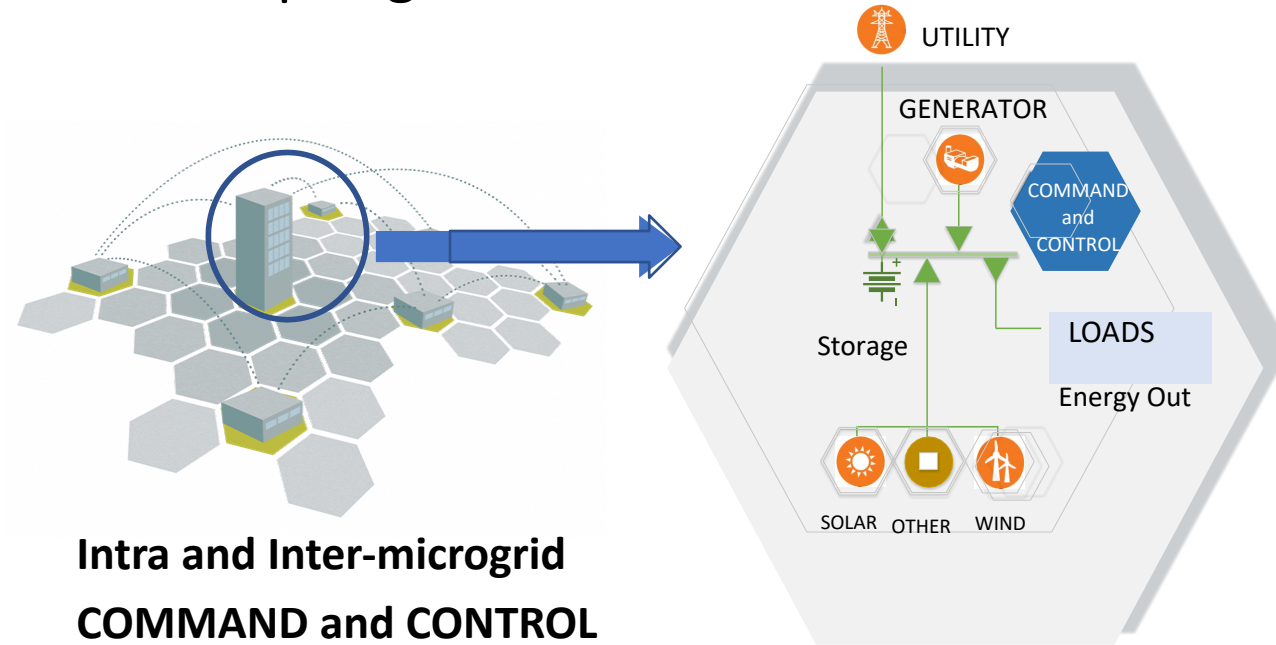 UTILITY
GENERATOR
COMMAND
and
CONTROL
+
-
Storage
LOADS
Energy Out
SOLAR
OTHER
WIND
Intra and Inter-microgrid
COMMAND and CONTROL